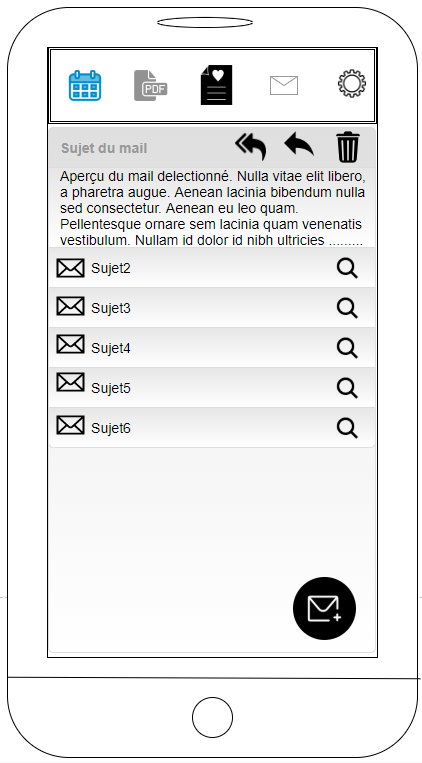 PDF
Sujet du mail
Aperçu du mail delectionné. Nulla vitae elit libero,
a pharetra augue. Aenean lacinia bibendum nulla
sed consectetur. Aenean eu leo quam.
Pellentesque ornare sem lacinia quam venenatis
vestibulum. Nullam id dolor id nibh ultricies .........
Sujet2
Sujet3
Sujet4
Sujet5
Sujet6